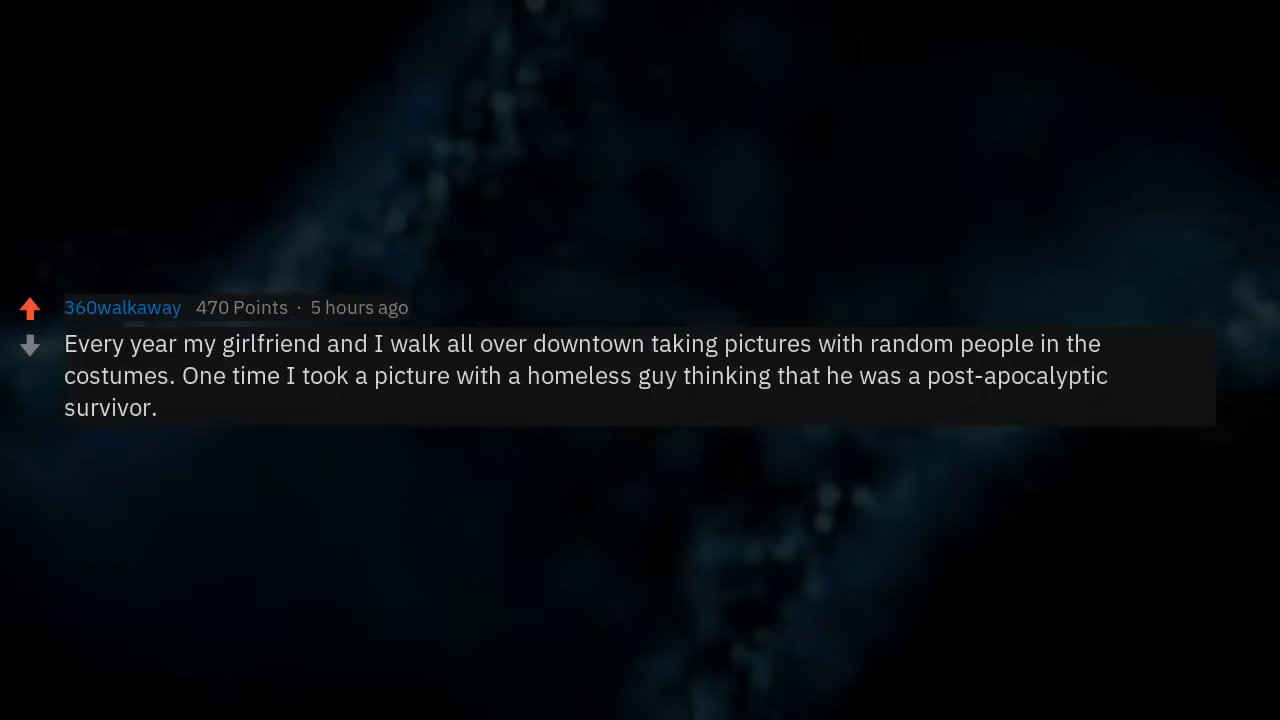 360walkaway 470 Points · 5 hours ago
Every year my girlfriend and I walk all over downtown taking pictures with random people in the
costumes. One time I took a picture with a homeless guy thinking that he was a post-apocalyptic
survivor.